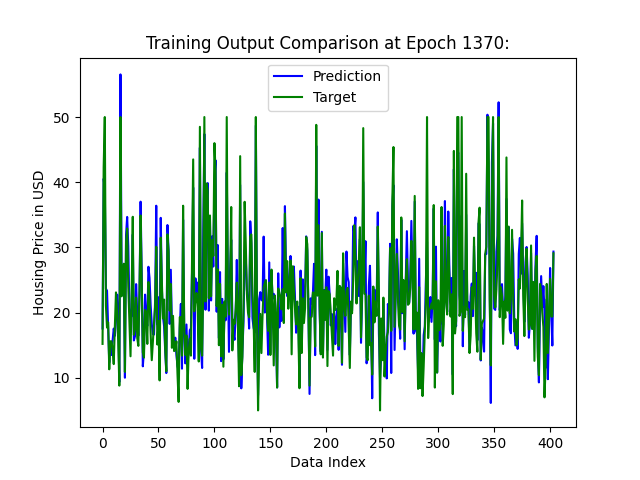 Training Output Comparison at Epoch 1370:
Prediction
Target
Housing Price in USD
50
40
30
20
10
0 50 100 150 200 250 300 350 400
Data Index